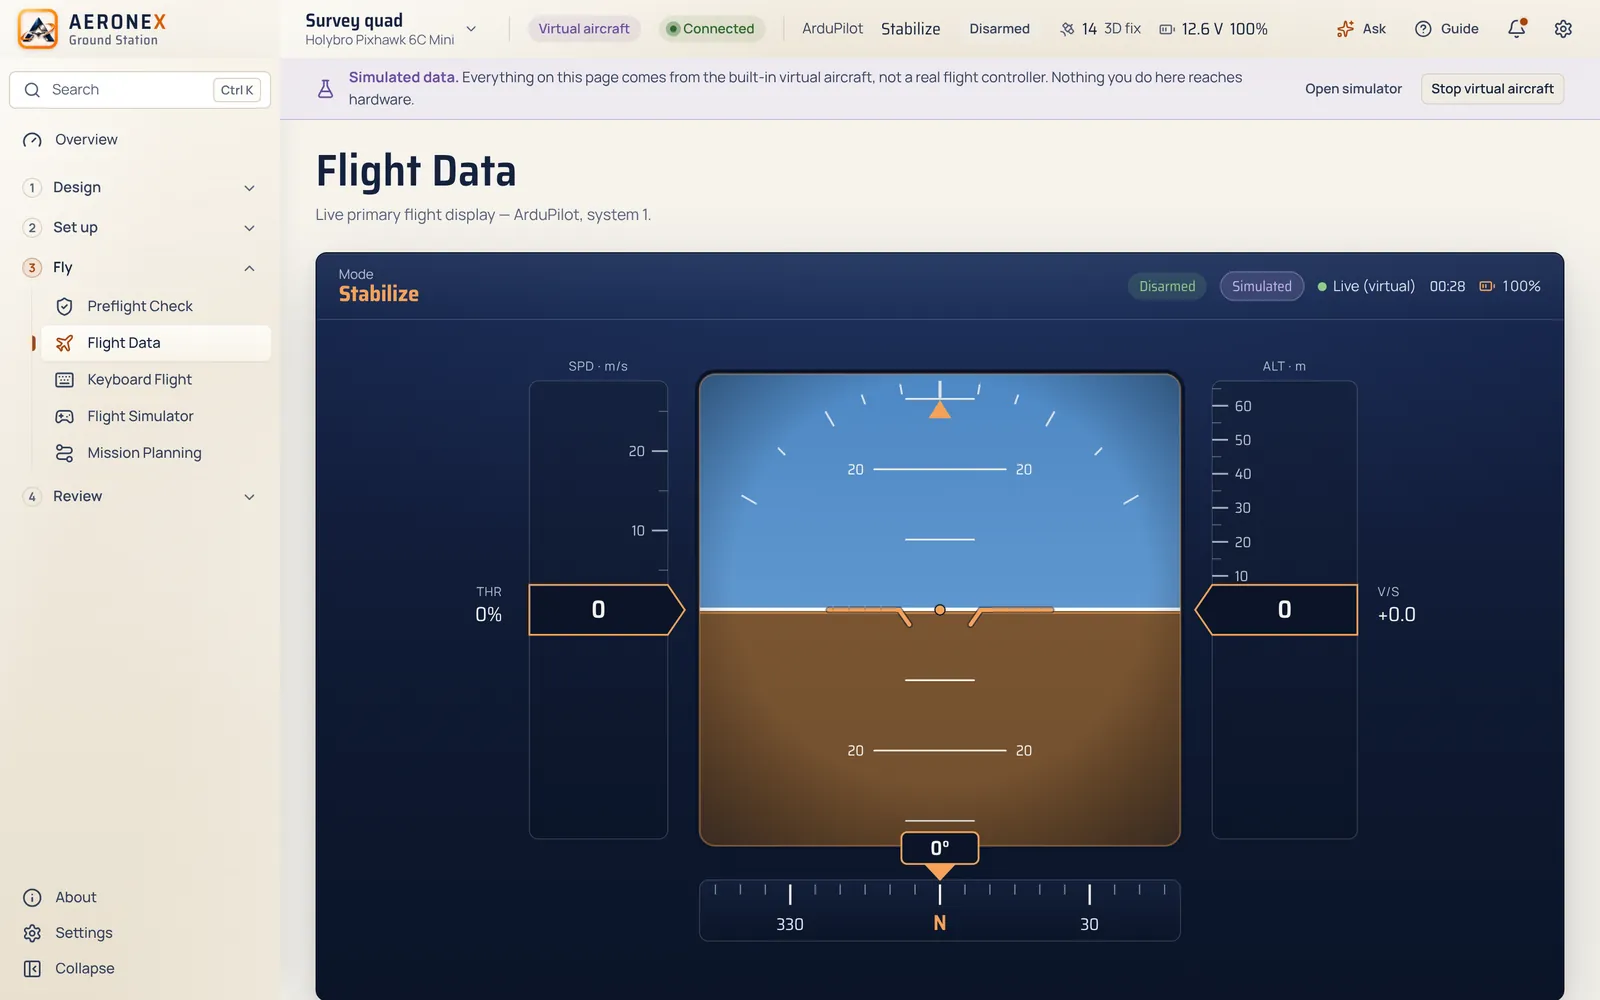 AERONEX
Ground Station
Survey quad
Holybro Pixhawk 6C Mini
Virtual aircraft
Connected
ArduPilot Stabilize Disarmed
14 3D fix
12.6 V 100%
Ask
Guide
Search
Ctrl K
Simulated data. Everything on this page comes from the built-in virtual aircraft, not a real flight controller. Nothing you do here reaches
hardware.
Open simulator
Stop virtual aircraft
Overview
1 Design
2 Set up
3 Fly
Preflight Check
Flight Data
Keyboard Flight
Flight Simulator
Mission Planning
4 Review
About
Settings
Collapse
Flight Data
Live primary flight display — ArduPilot, system 1.
Mode
Stabilize
Disarmed
Simulated
Live (virtual)
00:28
100%
SPD · m/s
20
10
0
THR
0%
20 20
20 20
ALT · m
60
50
40
30
20
10
0
V/S
+0.0
0°
330 N 30